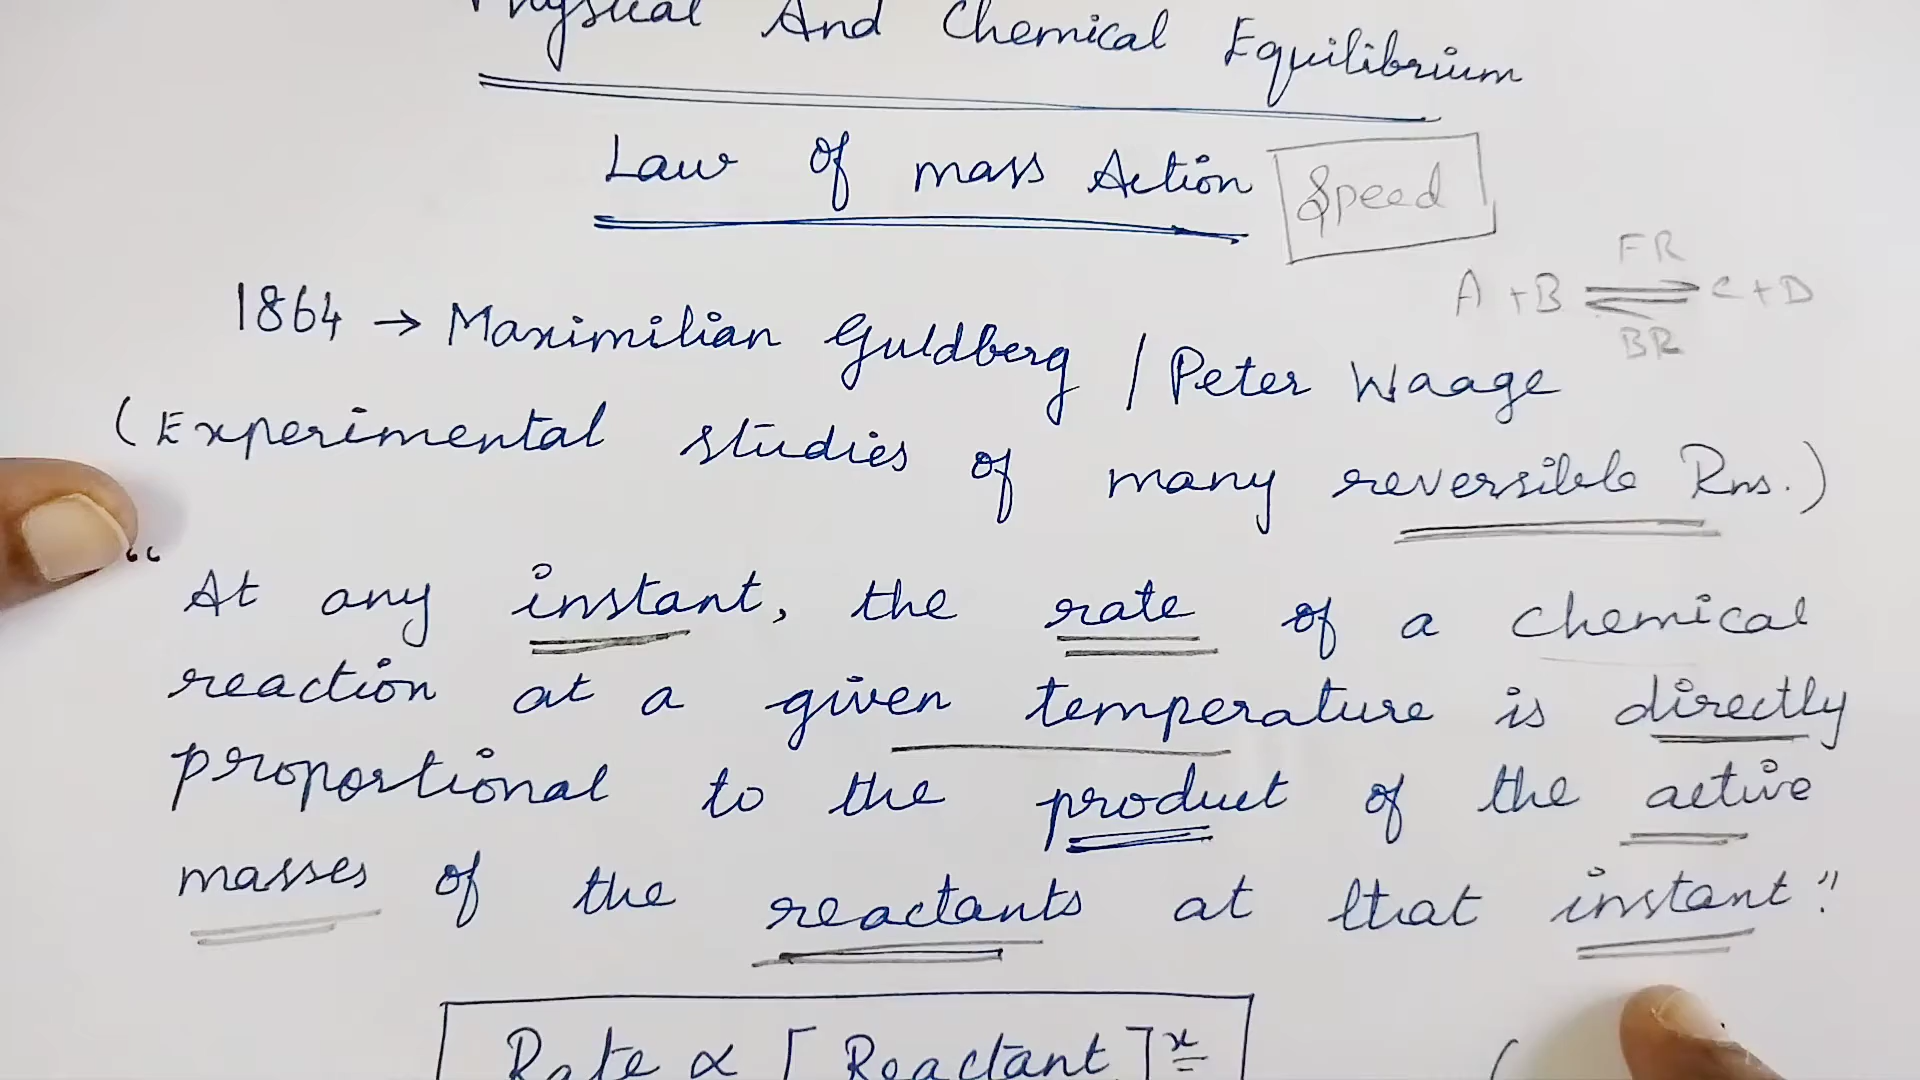 Physical And Chemical Equilibrium
Law of mass Action
Speed
FR
A + B ⇌ C + D
BR
1864 → Maximilian Guldberg / Peter Waage
(Experimental studies of many reversible Rns.)
“At any instant, the rate of a chemical
reaction at a given temperature is directly
proportional to the product of the active
masses of the reactants at that instant”
Rate ∝ [Reactant]ˣ
(